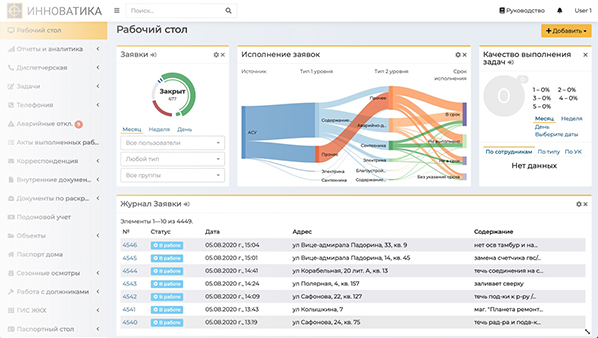 ИННОВАТИКА
Поиск...
Руководство
User 1
Рабочий стол
Отчеты и аналитика
Диспетчерская
Задачи
Телефония
Аварийные откл.
Акты выполненных раб...
Корреспонденция
Внутренние докумен...
Документы по раскр...
Подомовой учет
Объекты
Паспорт дома
Сезонные осмотры
Работа с должниками
ГИС ЖКХ
Паспортный стол
Рабочий стол
+ Добавить
Заявки
Закрыт
677
Месяц Неделя День
Все пользователи
Любой тип
Все группы
Исполнение заявок
Источник Тип 1 уровня Тип 2 уровня Срок исполнения
АСУ
Содержание..
Прочее
Электрика
Сантехника
Прочее
Аварийно-д..
Сантехника
Электрика
Благоустрой..
Содержание...
В срок
Не в срок
Без указания срока
Качество выполнения задач
0
1 – 0% 2 – 0%
3 – 0% 4 – 0%
5 – 0%
Месяц Неделя
День
Выберите даты
По сотрудникам По типу По УК
Нет данных
Журнал Заявки
Элементы 1—10 из 4449.
№ Статус Дата Адрес Содержание
4546 В работе 05.08.2020 г., 15:04 ул Вице-адмирала Падорина, 33, кв. 9 нет осв тамбур и на...
4545 В работе 05.08.2020 г., 15:01 ул Вице-адмирала Падорина, 14, кв. 45 замена счетчика гвс/...
4544 В работе 05.08.2020 г., 14:41 ул Корабельная, 20 лит. А, кв. 13 течь соединения на с...
4543 В работе 05.08.2020 г., 14:24 ул Полярная, 4, кв. 157 заливает сверху
4542 В работе 05.08.2020 г., 14:09 ул Сафонова, 22, кв. 127 течь под-ки к р-ру /...
4541 В работе 05.08.2020 г., 13:43 ул Колышкина, 7 маг. "Планета ремонт...
4540 В работе 05.08.2020 г., 13:19 ул Сафонова, 24, кв. 75 течь рад-ра и подв-к...